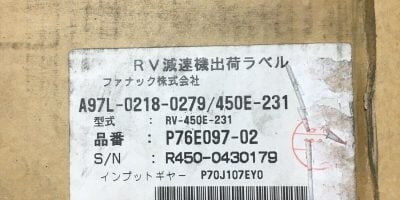 RV減速機出荷ラベル
ファナック株式会社
A97L-0218-0279/450E-231
型式 : RV-450E-231
品番 : P76E097-02
S/N : R450-0430179
インプットギヤー P70J107EY0